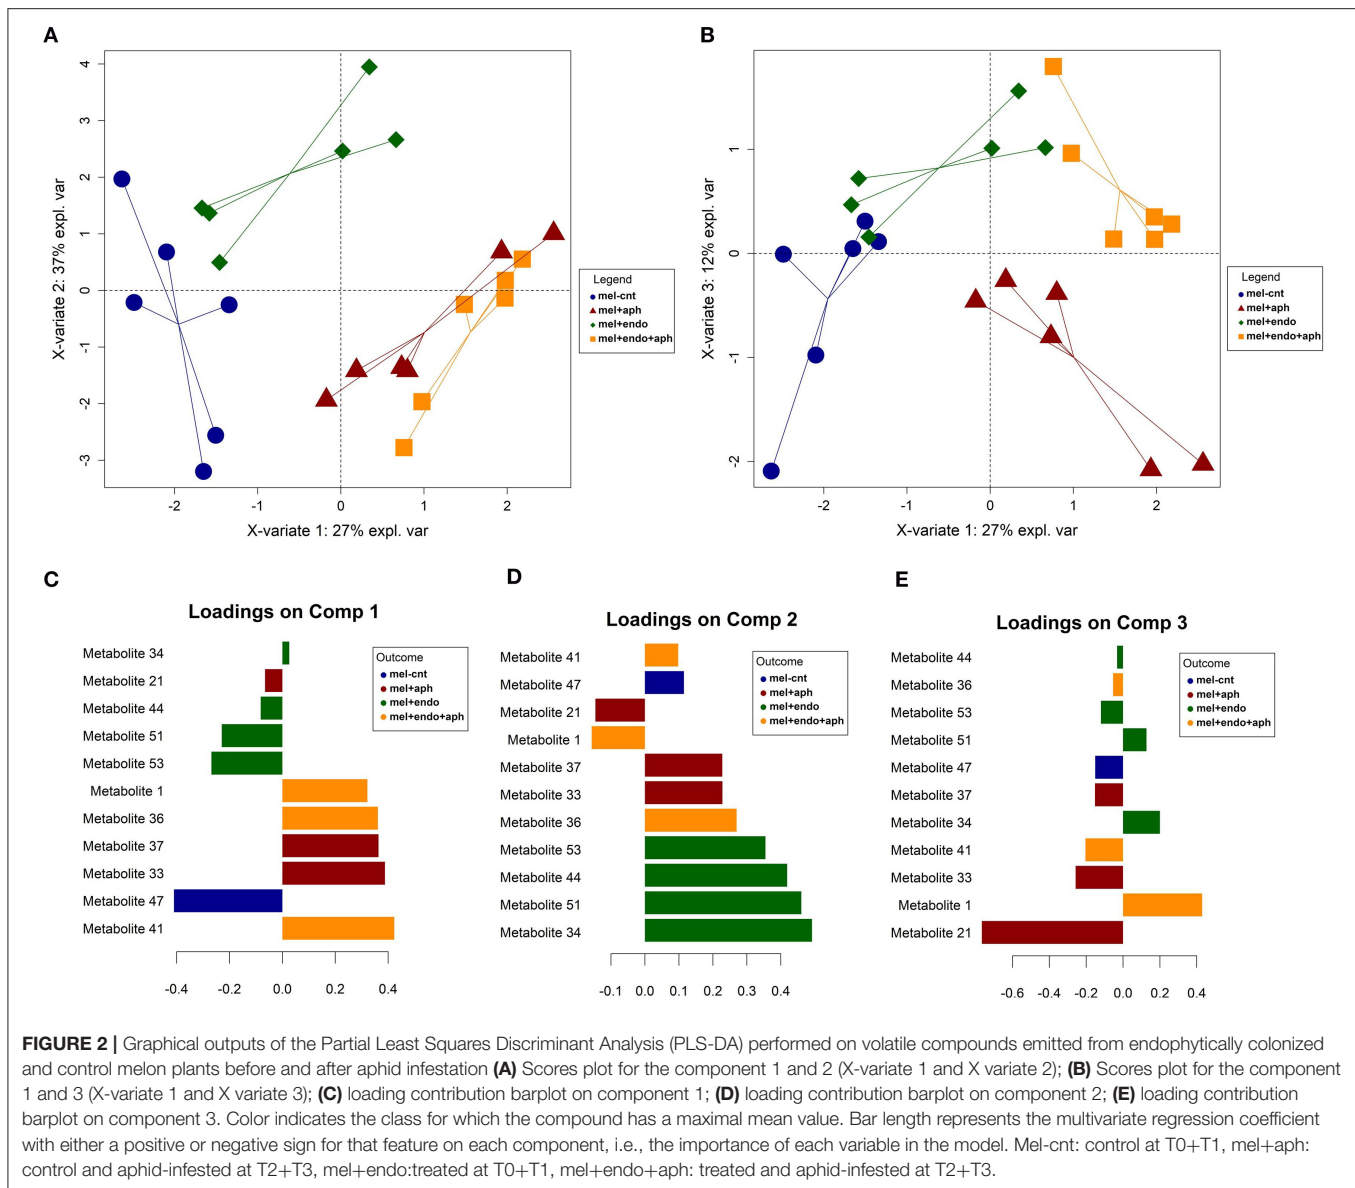 A
X-variate 2: 37% expl. var
4
3
2
1
0
-1
-2
-3
-2
-1
0
1
2
X-variate 1: 27% expl. var
Legend
mel-cnt
mel+aph
mel+endo
mel+endo+aph
B
X-variate 3: 12% expl. var
1
0
-1
-2
-2
-1
0
1
2
X-variate 1: 27% expl. var
Legend
mel-cnt
mel+aph
mel+endo
mel+endo+aph
C
Loadings on Comp 1
Metabolite 34
Metabolite 21
Metabolite 44
Metabolite 51
Metabolite 53
Metabolite 1
Metabolite 36
Metabolite 37
Metabolite 33
Metabolite 47
Metabolite 41
Outcome
mel-cnt
mel+aph
mel+endo
mel+endo+aph
-0.4 -0.2 0.0 0.2 0.4
D
Loadings on Comp 2
Metabolite 41
Metabolite 47
Metabolite 21
Metabolite 1
Metabolite 37
Metabolite 33
Metabolite 36
Metabolite 53
Metabolite 44
Metabolite 51
Metabolite 34
Outcome
mel-cnt
mel+aph
mel+endo
mel+endo+aph
-0.1 0.0 0.1 0.2 0.3 0.4
E
Loadings on Comp 3
Metabolite 44
Metabolite 36
Metabolite 53
Metabolite 51
Metabolite 47
Metabolite 37
Metabolite 34
Metabolite 41
Metabolite 33
Metabolite 1
Metabolite 21
Outcome
mel-cnt
mel+aph
mel+endo
mel+endo+aph
-0.6 -0.4 -0.2 0.0 0.2 0.4
FIGURE 2 | Graphical outputs of the Partial Least Squares Discriminant Analysis (PLS-DA) performed on volatile compounds emitted from endophytically colonized
and control melon plants before and after aphid infestation (A) Scores plot for the component 1 and 2 (X-variate 1 and X variate 2); (B) Scores plot for the component
1 and 3 (X-variate 1 and X variate 3); (C) loading contribution barplot on component 1; (D) loading contribution barplot on component 2; (E) loading contribution
barplot on component 3. Color indicates the class for which the compound has a maximal mean value. Bar length represents the multivariate regression coefficient
with either a positive or negative sign for that feature on each component, i.e., the importance of each variable in the model. Mel-cnt: control at T0+T1, mel+aph:
control and aphid-infested at T2+T3, mel+endo:treated at T0+T1, mel+endo+aph: treated and aphid-infested at T2+T3.